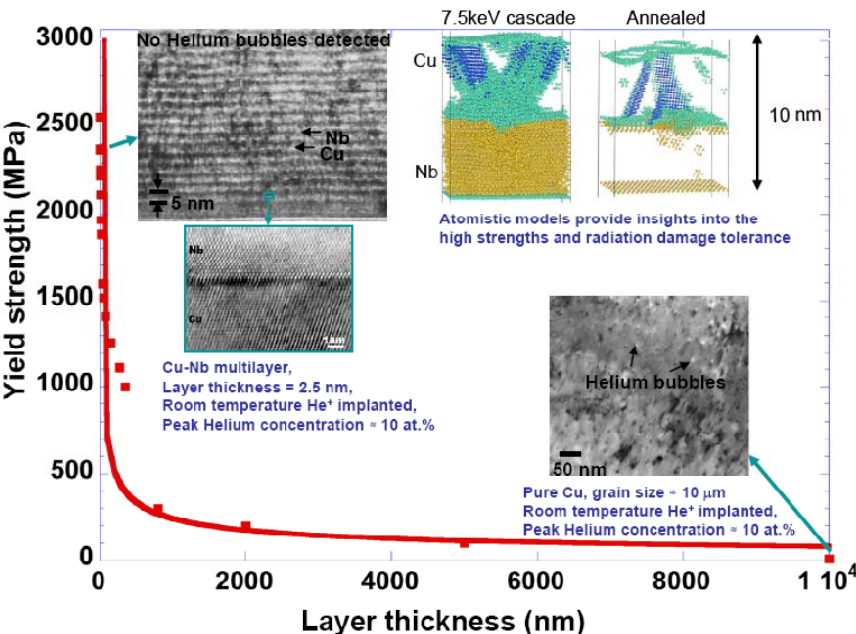 7.5keV cascade
Annealed
3000
No Helium bubbles detected
Cu
Nb
10 nm
2500
Nb
Cu
5 nm
Atomistic models provide insights into the
high strengths and radiation damage tolerance
2000
Nb
Cu
1 nm
1500
Yield strength (MPa)
Cu-Nb multilayer,
Layer thickness = 2.5 nm,
Room temperature He⁺ implanted,
Peak Helium concentration ≈ 10 at.%
Helium bubbles
50 nm
1000
500
Pure Cu, grain size ≈ 10 μm
Room temperature He⁺ implanted,
Peak Helium concentration ≈ 10 at.%
0
0
2000
4000
6000
8000
1 10⁴
Layer thickness (nm)